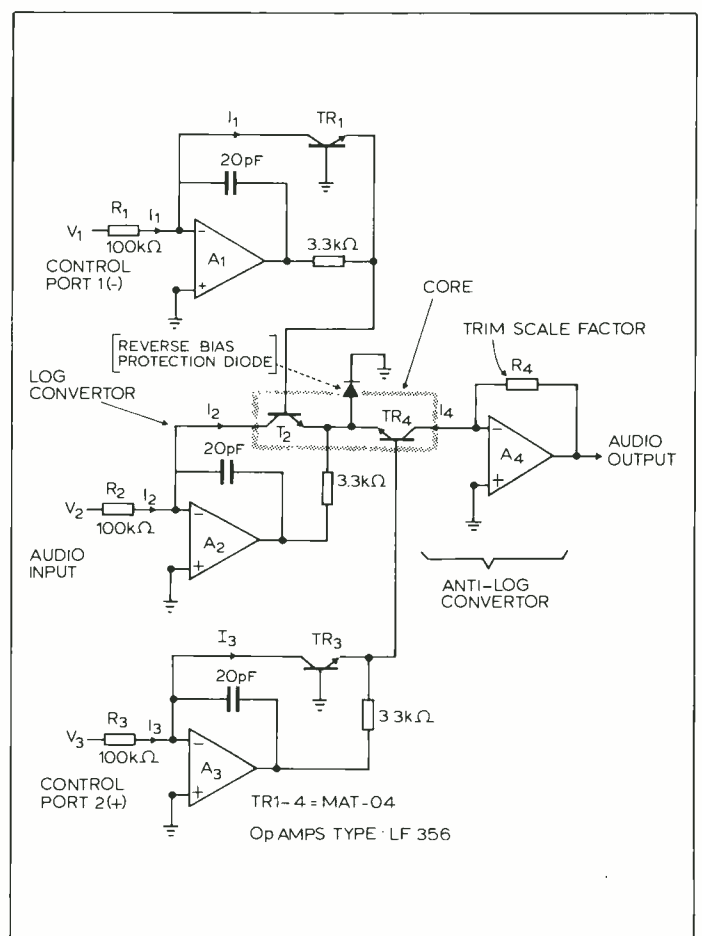 I1
TR1
20pF
R1
I1
V1
100kΩ
-
A1
+
3.3kΩ
CONTROL
PORT 1(-)
CORE
REVERSE BIAS
PROTECTION DIODE
TRIM SCALE FACTOR
LOG
CONVERTOR
R4
I2
T2
TR4
I4
-
A4
+
AUDIO
OUTPUT
20pF
3.3kΩ
R2
I2
V2
100kΩ
-
A2
+
AUDIO
INPUT
ANTI-LOG
CONVERTOR
I3
TR3
20pF
3.3kΩ
R3
I3
V3
100kΩ
-
A3
+
CONTROL
PORT 2(+)
TR1-4 = MAT-04
Op AMPS TYPE · LF 356